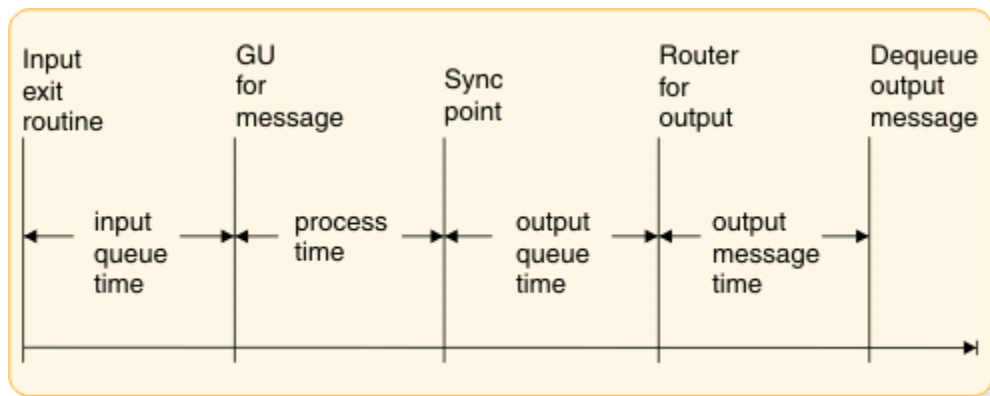 Input
exit
routine
GU
for
message
Sync
point
Router
for
output
Dequeue
output
message
input
queue
time
process
time
output
queue
time
output
message
time